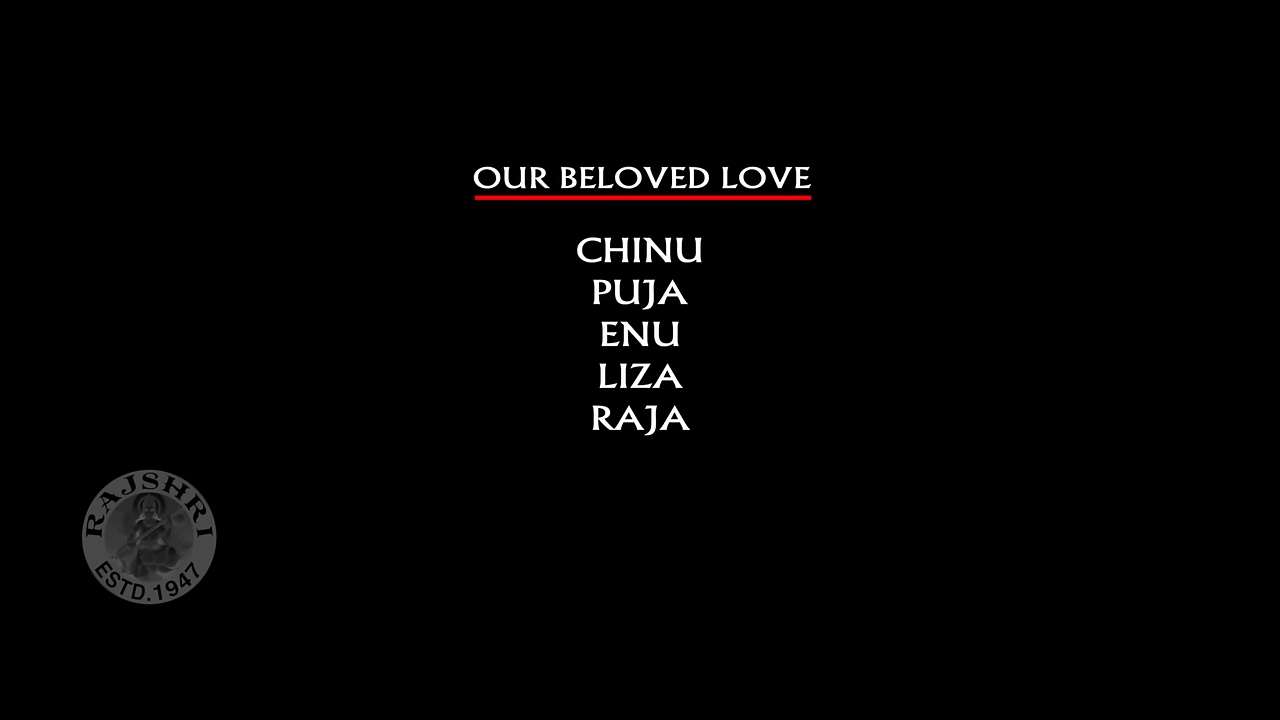 OUR BELOVED LOVE
CHINU
PUJA
ENU
LIZA
RAJA
RAJSHRI
ESTD.1947